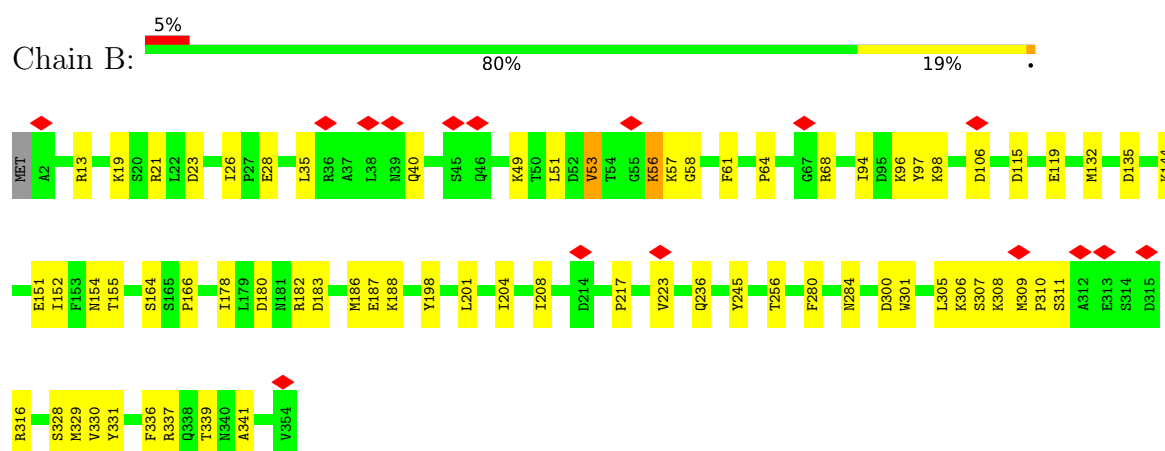 5%
Chain B:
80% 19% •
MET A2 R13 K19 S20 R21 L22 D23 I26 P27 E28 L35 R36 A37 L38 N39 Q40 S45 Q46 K49 T50 L51 D52 V53 T54 G55 K56 K57 G58 F61 P64 G67 R68 I94 D95 K96 Y97 K98 D106 D115 E119 M132 D135 K144
E151 I152 F153 N154 T155 S164 S165 P166 I178 L179 D180 N181 R182 D183 M186 E187 K188 Y198 L201 I204 I208 D214 P217 V223 Q236 Y245 T256 F280 N284 D300 W301 L305 K306 S307 K308 M309 P310 S311 A312 E313 S314 D315
R316 S328 M329 V330 Y331 F336 R337 Q338 T339 N340 A341 V354